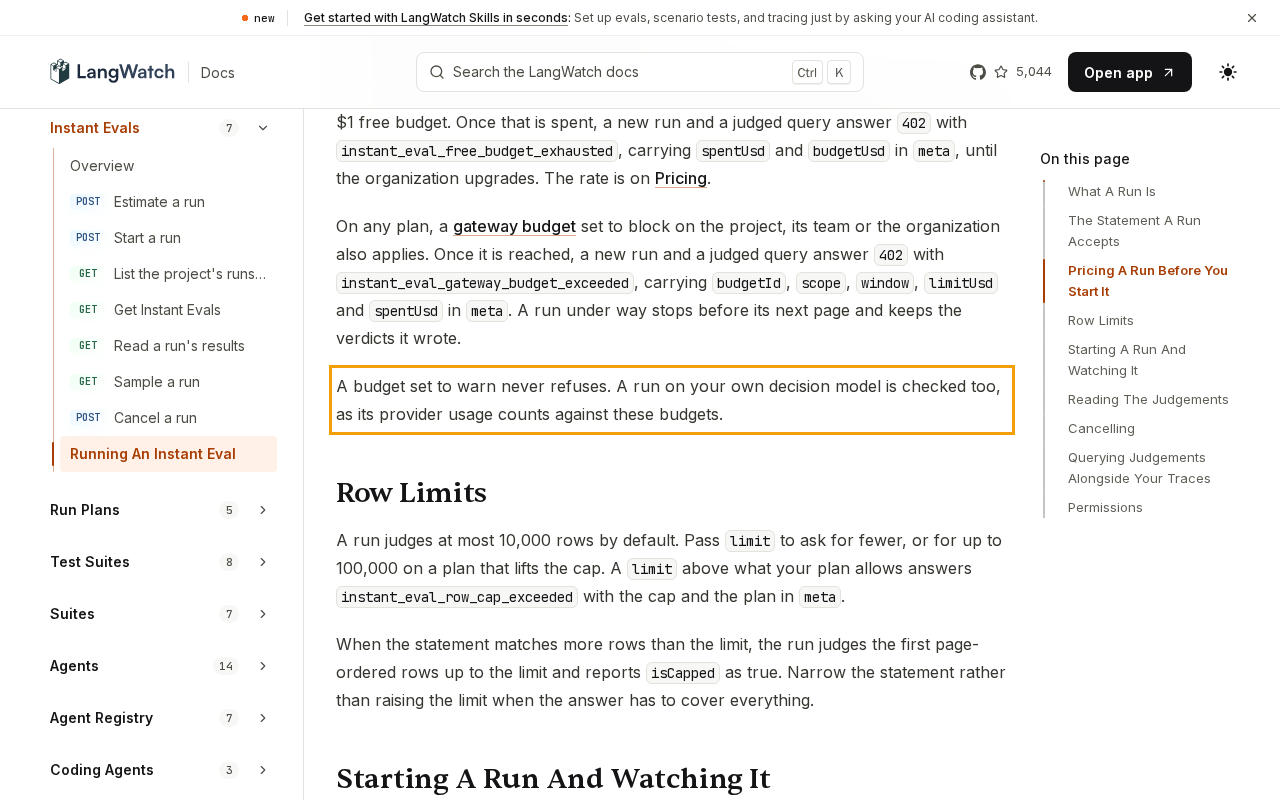 new
Get started with LangWatch Skills in seconds: Set up evals, scenario tests, and tracing just by asking your AI coding assistant.
LangWatch
Docs
Search the LangWatch docs
Ctrl K
5,044
Open app
Instant Evals 7
Overview
POST Estimate a run
POST Start a run
GET List the project's runs...
GET Get Instant Evals
GET Read a run's results
GET Sample a run
POST Cancel a run
Running An Instant Eval
Run Plans 5
Test Suites 8
Suites 7
Agents 14
Agent Registry 7
Coding Agents 3
$1 free budget. Once that is spent, a new run and a judged query answer 402 with
instant_eval_free_budget_exhausted, carrying spentUsd and budgetUsd in meta, until
the organization upgrades. The rate is on Pricing.
On any plan, a gateway budget set to block on the project, its team or the organization
also applies. Once it is reached, a new run and a judged query answer 402 with
instant_eval_gateway_budget_exceeded, carrying budgetId, scope, window, limitUsd
and spentUsd in meta. A run under way stops before its next page and keeps the
verdicts it wrote.
A budget set to warn never refuses. A run on your own decision model is checked too,
as its provider usage counts against these budgets.
Row Limits
A run judges at most 10,000 rows by default. Pass limit to ask for fewer, or for up to
100,000 on a plan that lifts the cap. A limit above what your plan allows answers
instant_eval_row_cap_exceeded with the cap and the plan in meta.
When the statement matches more rows than the limit, the run judges the first page-
ordered rows up to the limit and reports isCapped as true. Narrow the statement rather
than raising the limit when the answer has to cover everything.
Starting A Run And Watching It
On this page
What A Run Is
The Statement A Run
Accepts
Pricing A Run Before You
Start It
Row Limits
Starting A Run And
Watching It
Reading The Judgements
Cancelling
Querying Judgements
Alongside Your Traces
Permissions